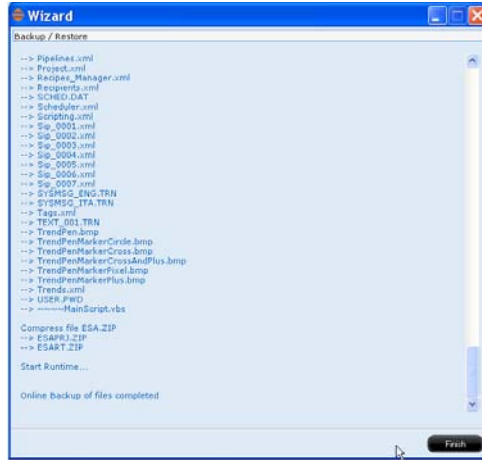 Wizard
Backup / Restore
--> Pipelines.xml
--> Project.xml
--> Recipes_Manager.xml
--> Recipients.xml
--> SCHED.DAT
--> Scheduler.xml
--> Scripting.xml
--> Sip_0001.xml
--> Sip_0002.xml
--> Sip_0003.xml
--> Sip_0004.xml
--> Sip_0005.xml
--> Sip_0006.xml
--> Sip_0007.xml
--> SYSMSG_ENG.TRN
--> SYSMSG_ITA.TRN
--> Tags.xml
--> TEXT_001.TRN
--> TrendPen.bmp
--> TrendPenMarkerCircle.bmp
--> TrendPenMarkerCross.bmp
--> TrendPenMarkerCrossAndPlus.bmp
--> TrendPenMarkerPixel.bmp
--> TrendPenMarkerPlus.bmp
--> Trends.xml
--> USER.PWD
--> ~~~~MainScript.vbs
Compress file ESA.ZIP
--> ESAPRJ.ZIP
--> ESART.ZIP
Start Runtime...
Online Backup of files completed
Finish